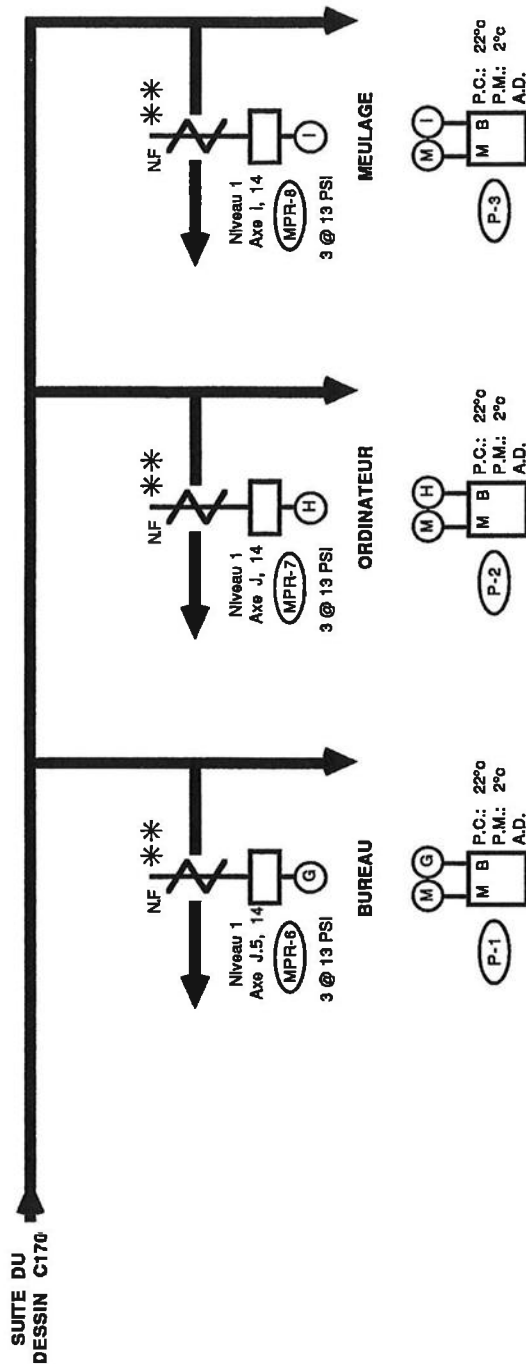 SUITE DU
DESSIN C170
N.F **
Niveau 1
Axe J.5, 14
MPR-6
G
3 @ 13 PSI
BUREAU
M G
M B
P-1
P.C.: 22°c
P.M.: 2°c
A.D.
N.F **
Niveau 1
Axe J, 14
MPR-7
H
3 @ 13 PSI
ORDINATEUR
M H
M B
P-2
P.C.: 22°c
P.M.: 2°c
A.D.
N.F **
Niveau 1
Axe I, 14
MPR-8
I
3 @ 13 PSI
MEULAGE
M I
M B
P-3
P.C.: 22°c
P.M.: 2°c
A.D.